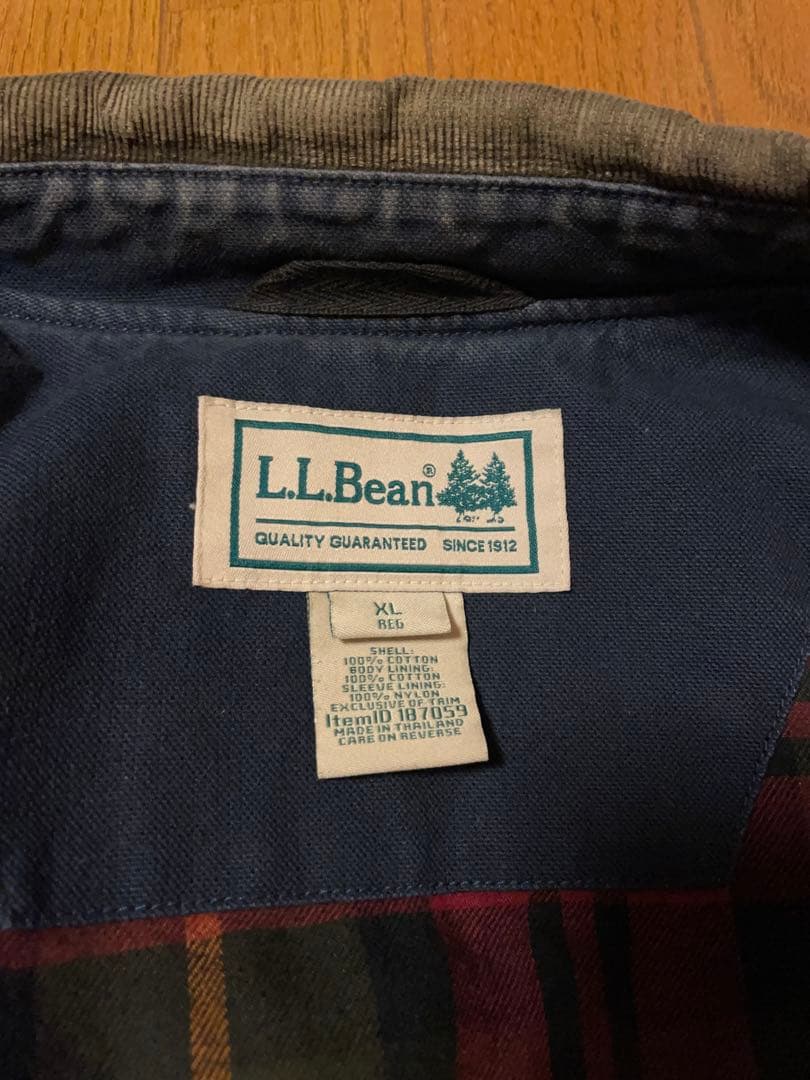 L.L.Bean®
QUALITY GUARANTEED SINCE 1912
XL
REG
SHELL:
100% COTTON
BODY LINING:
100% COTTON
SLEEVE LINING:
100% NYLON
EXCLUSIVE OF TRIM
ItemID 187059
MADE IN THAILAND
CARE ON REVERSE